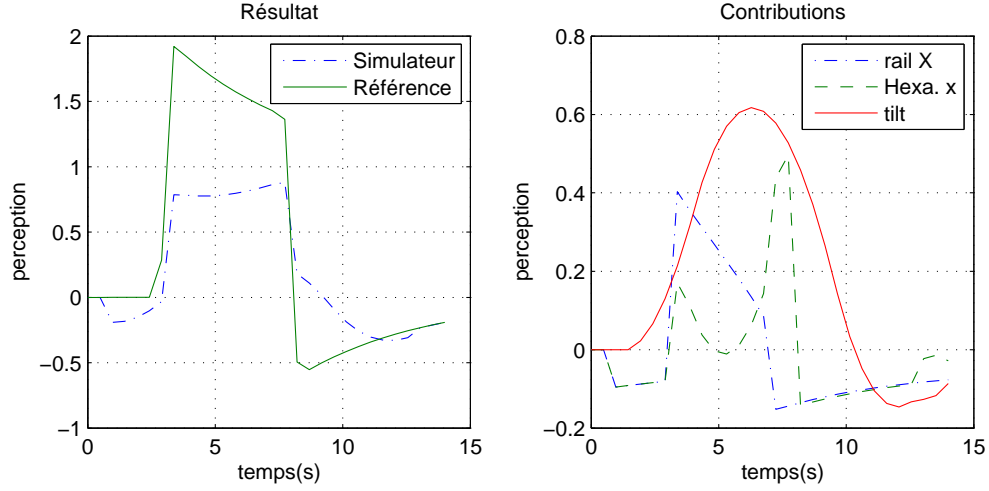 Résultat
2
1.5
1
0.5
0
−0.5
−1
0
5
10
15
perception
temps(s)
Simulateur
Référence
Contributions
0.8
0.6
0.4
0.2
0
−0.2
0
5
10
15
perception
temps(s)
rail X
Hexa. x
tilt